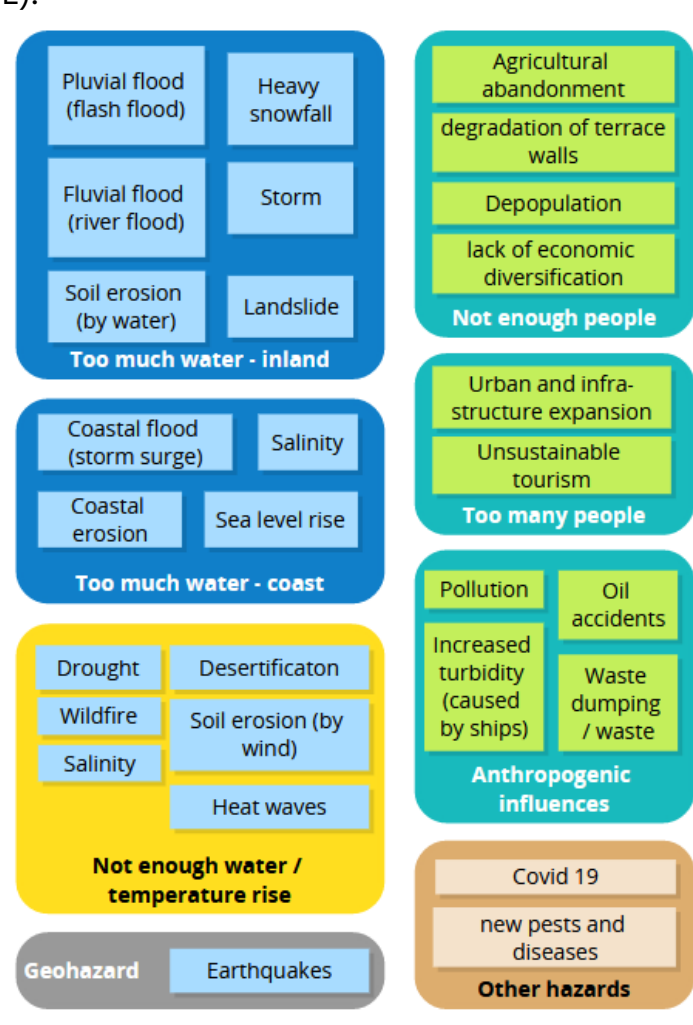 Pluvial flood
(flash flood)
Heavy
snowfall
Fluvial flood
(river flood)
Storm
Soil erosion
(by water)
Landslide
Too much water - inland
Coastal flood
(storm surge)
Salinity
Coastal
erosion
Sea level rise
Too much water - coast
Drought
Desertificaton
Wildfire
Soil erosion (by
wind)
Salinity
Heat waves
Not enough water /
temperature rise
Geohazard
Earthquakes
Agricultural
abandonment
degradation of terrace
walls
Depopulation
lack of economic
diversification
Not enough people
Urban and infra-
structure expansion
Unsustainable
tourism
Too many people
Pollution
Oil
accidents
Increased
turbidity
(caused
by ships)
Waste
dumping
/ waste
Anthropogenic
influences
Covid 19
new pests and
diseases
Other hazards